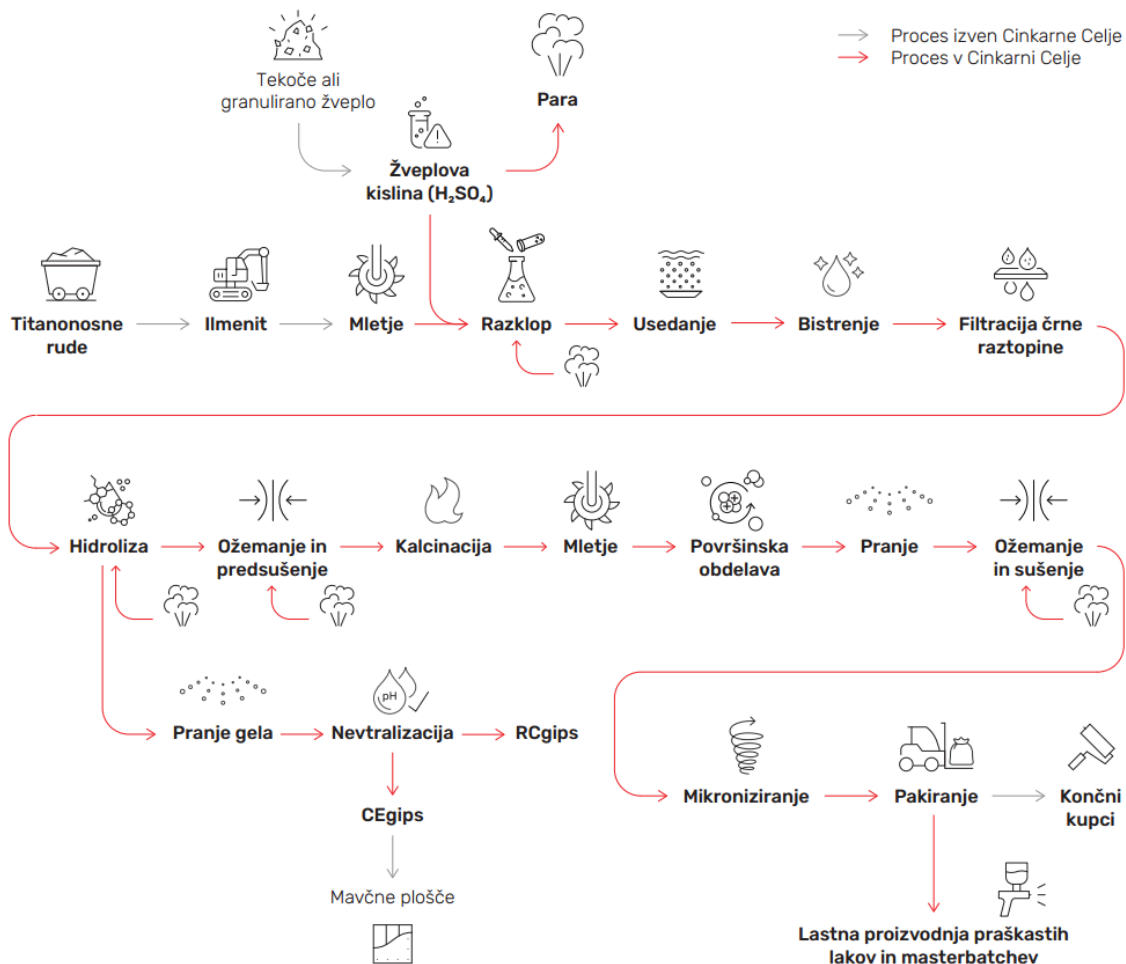 Proces izven Cinkarne Celje
Proces v Cinkarni Celje
Tekoče ali
granulirano žveplo
Para
Žveplova
kislina (H₂SO₄)
Titanonosne
rude
Ilmenit
Mletje
Razklop
Usedanje
Bistrenje
Filtracija črne
raztopine
Hidroliza
Ožemanje in
predsušenje
Kalcinacija
Mletje
Površinska
obdelava
Pranje
Ožemanje
in sušenje
pH
Pranje gela
Nevtralizacija
RCgips
Mikroniziranje
Pakiranje
Končni
kupci
CEgips
Mavčne plošče
Lastna proizvodnja praškastih
lakov in masterbatchev